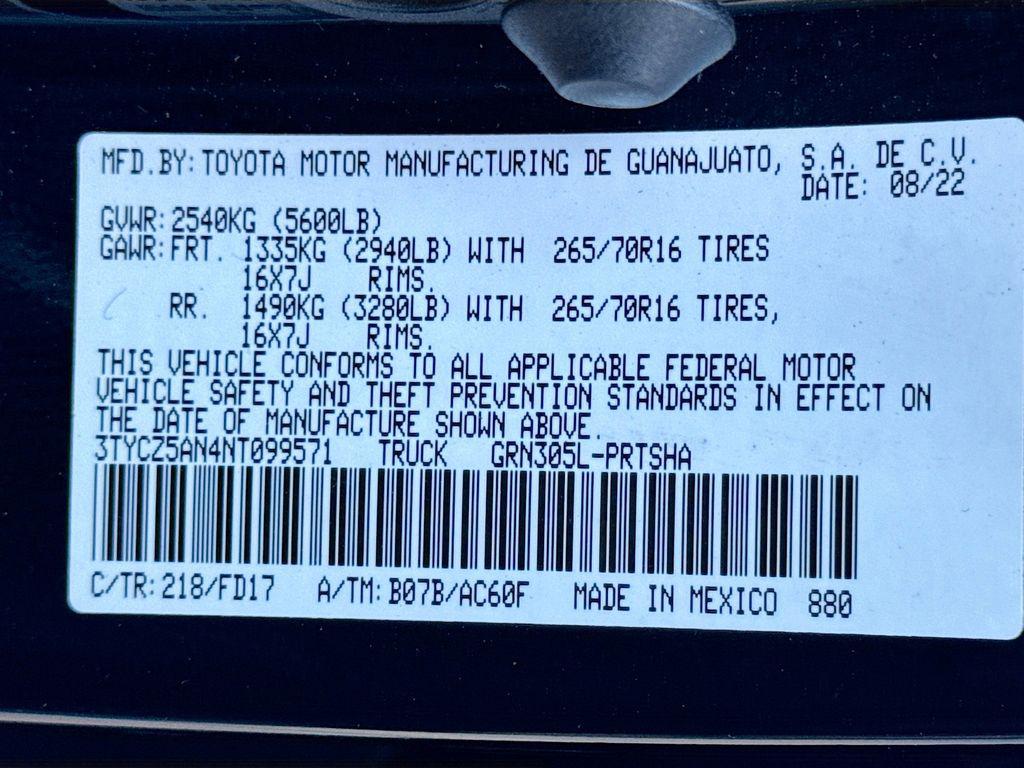 MFD.BY: TOYOTA MOTOR MANUFACTURING DE GUANAJUATO, S.A. DE C.V.
DATE: 08/22
GVWR: 2540KG (5600LB)
GAWR: FRT. 1335KG (2940LB) WITH 265/70R16 TIRES
16X7J RIMS.
RR. 1490KG (3280LB) WITH 265/70R16 TIRES,
16X7J RIMS.
THIS VEHICLE CONFORMS TO ALL APPLICABLE FEDERAL MOTOR
VEHICLE SAFETY AND THEFT PREVENTION STANDARDS IN EFFECT ON
THE DATE OF MANUFACTURE SHOWN ABOVE.
3TYCZ5AN4NT099571 TRUCK GRN305L-PRTSHA
C/TR: 218/FD17 A/TM: B07B/AC60F MADE IN MEXICO 880